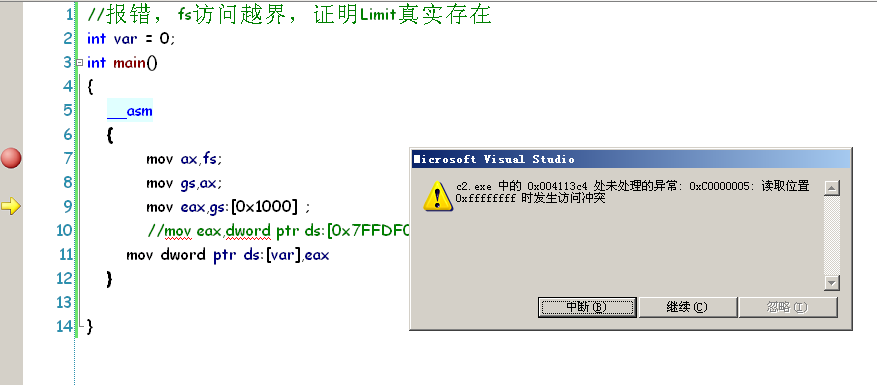 1 //报错，fs访问越界，证明Limit真实存在
2 int var = 0;
3 int main()
4 {
5 __asm
6 {
7 mov ax,fs;
8 mov gs,ax;
9 mov eax,gs:[0x1000] ;
10 //mov eax,dword ptr ds:[0x7FFDF0
11 mov dword ptr ds:[var],eax
12 }
13
14 }
Microsoft Visual Studio
c2.exe 中的 0x004113c4 处未处理的异常: 0xC0000005: 读取位置
0xffffffff 时发生访问冲突
中断(B) 继续(C) 忽略(I)